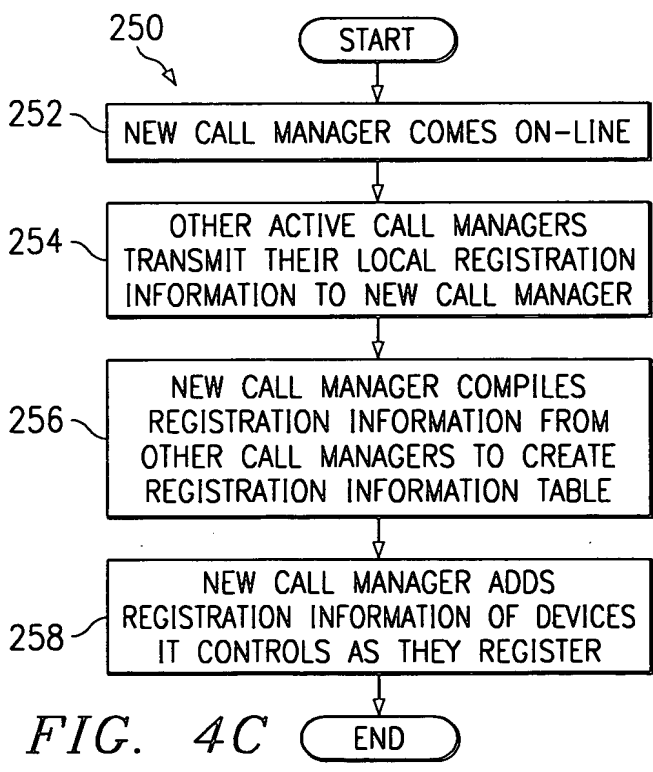 250
START
252
NEW CALL MANAGER COMES ON-LINE
254
OTHER ACTIVE CALL MANAGERS
TRANSMIT THEIR LOCAL REGISTRATION
INFORMATION TO NEW CALL MANAGER
256
NEW CALL MANAGER COMPILES
REGISTRATION INFORMATION FROM
OTHER CALL MANAGERS TO CREATE
REGISTRATION INFORMATION TABLE
258
NEW CALL MANAGER ADDS
REGISTRATION INFORMATION OF DEVICES
IT CONTROLS AS THEY REGISTER
FIG. 4C
END